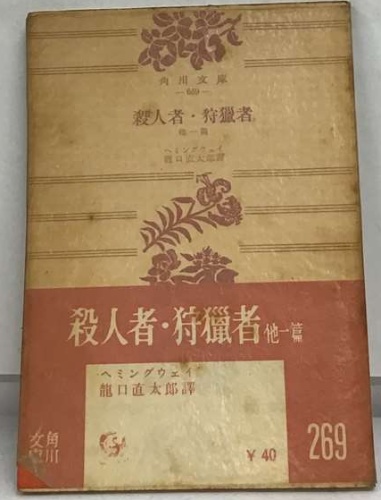 角川文庫
殺人者・狩獵者
他一篇
ヘミングウェイ
龍口直太郎譯
殺人者・狩獵者 他一篇
ヘミングウェイ
龍口直太郎譯
¥40
269
角川
文庫